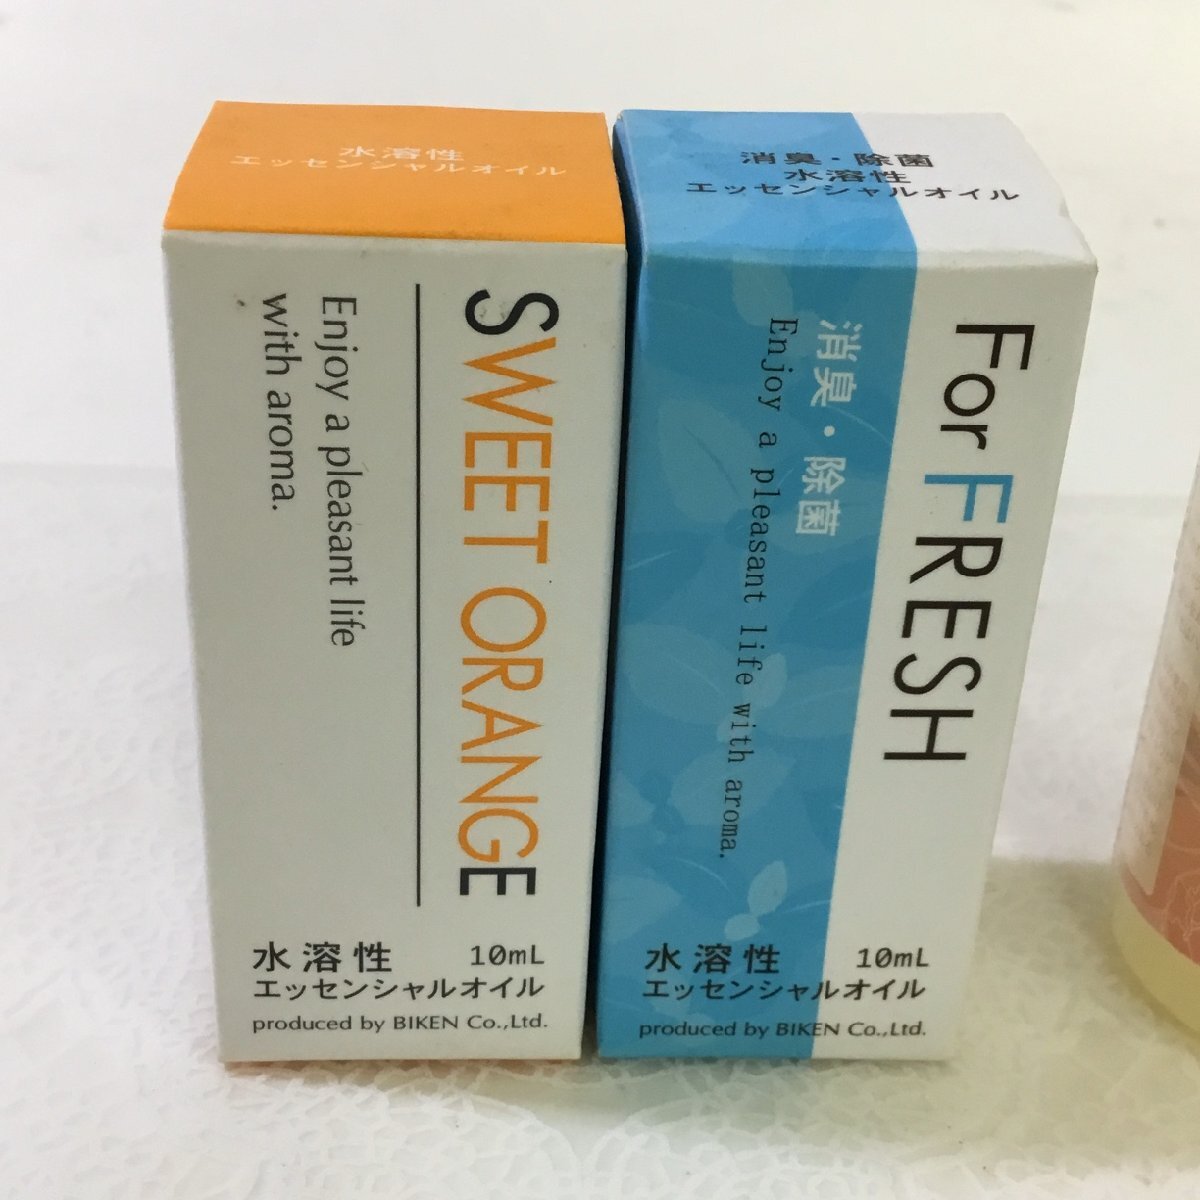 水溶性
エッセンシャルオイル
SWEET ORANGE
Enjoy a pleasant life
with aroma.
水溶性 10mL
エッセンシャルオイル
produced by BIKEN Co.,Ltd.
消臭・除菌
水溶性
エッセンシャルオイル
For FRESH
消臭・除菌
Enjoy a pleasant life with aroma.
水溶性 10mL
エッセンシャルオイル
produced by BIKEN Co.,Ltd.